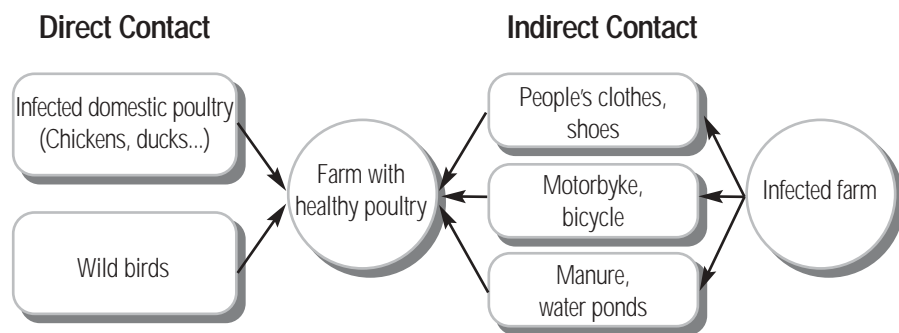 Direct Contact
Indirect Contact
Infected domestic poultry
(Chickens, ducks...)
Wild birds
Farm with
healthy poultry
People's clothes,
shoes
Motorbyke,
bicycle
Manure,
water ponds
Infected farm